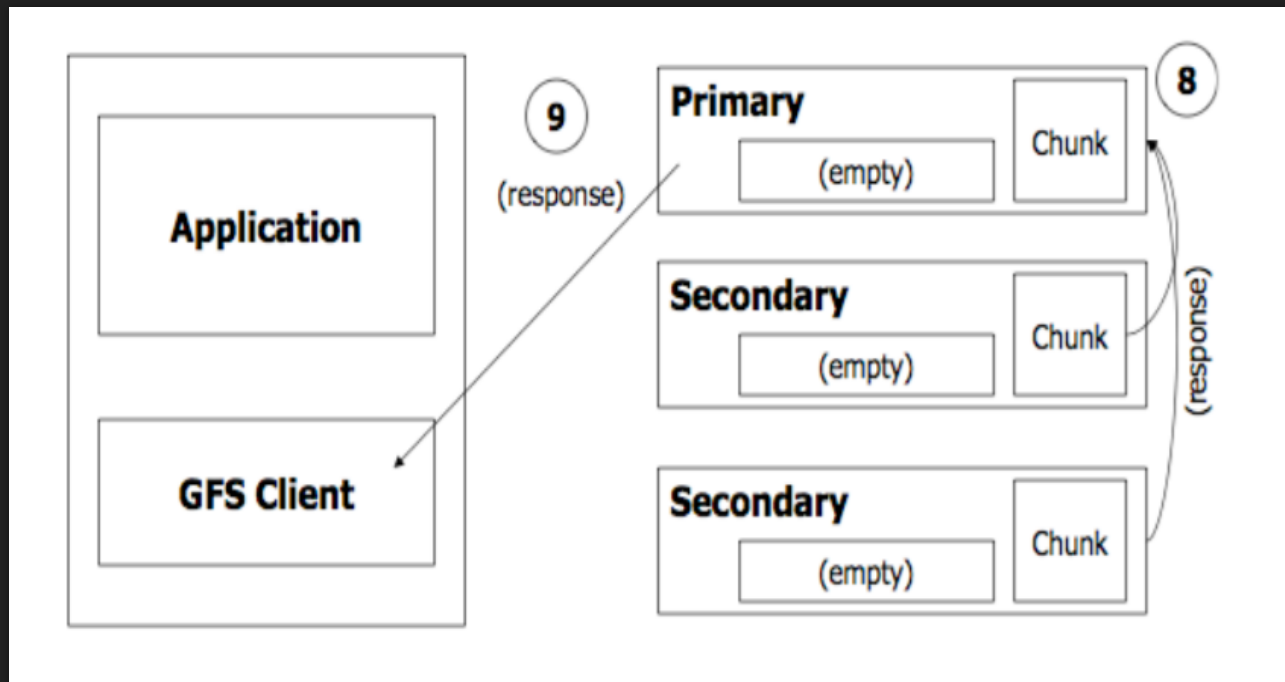 Application
GFS Client
9
(response)
Primary
(empty)
Chunk
8
Secondary
(empty)
Chunk
(response)
Secondary
(empty)
Chunk